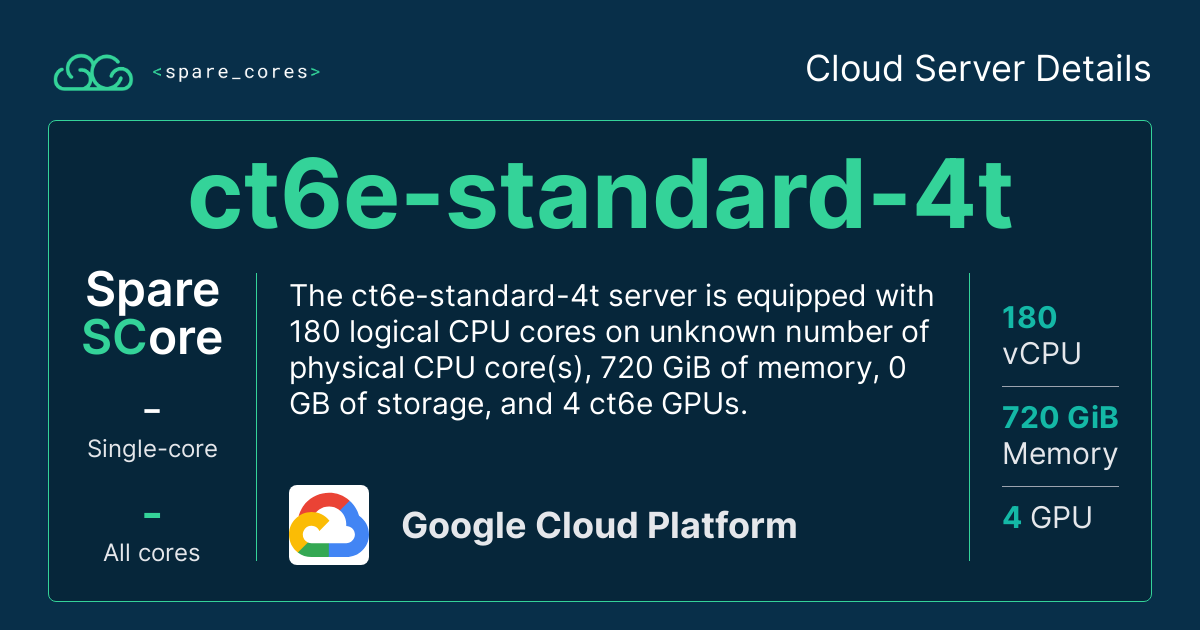 <spare_cores>
Cloud Server Details
ct6e-standard-4t
Spare
SCore
-
Single-core
-
All cores
The ct6e-standard-4t server is equipped with
180 logical CPU cores on unknown number of
physical CPU core(s), 720 GiB of memory, 0
GB of storage, and 4 ct6e GPUs.
Google Cloud Platform
180
vCPU
720 GiB
Memory
4 GPU